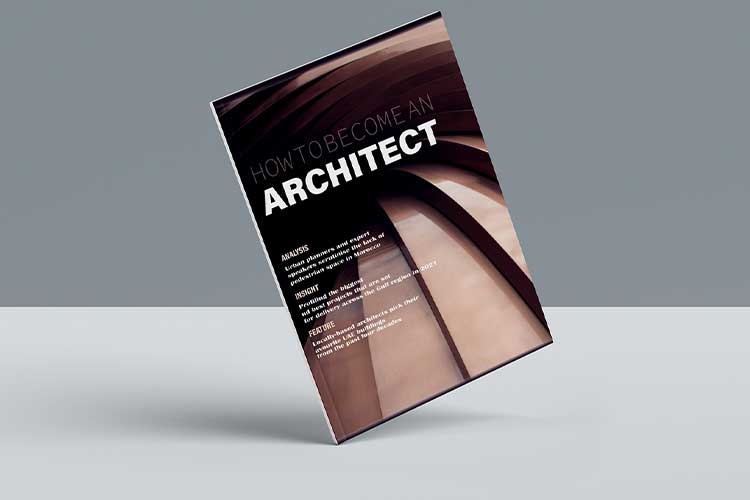 HOW TO BECOME AN
ARCHITECT
ANALYSIS
Urban planners and expert
speakers scrutinise the lack of
pedestrian space in Morocco
INSIGHT
Profiling the biggest
nd best projects that are set
for delivery across the Gulf region in 2021
FEATURE
Locally-based architects pick their
avourite UAE buildings
from the past four decades